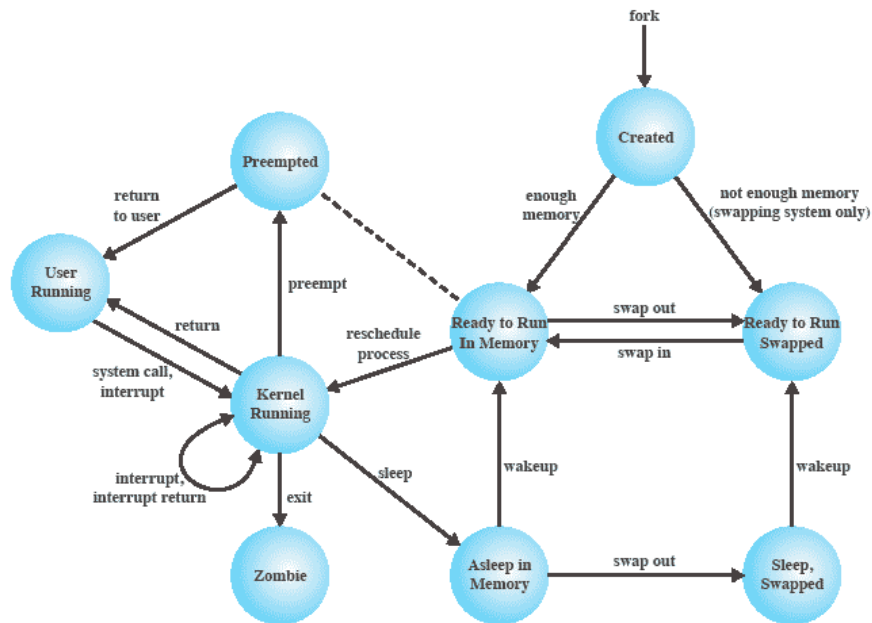 fork
Created
Preempted
return
to user
enough
memory
not enough memory
(swapping system only)
User
Running
preempt
return
Ready to Run
In Memory
swap out
swap in
Ready to Run
Swapped
reschedule
process
system call,
interrupt
Kernel
Running
interrupt,
interrupt return
sleep
wakeup
wakeup
exit
Zombie
Asleep in
Memory
swap out
Sleep,
Swapped